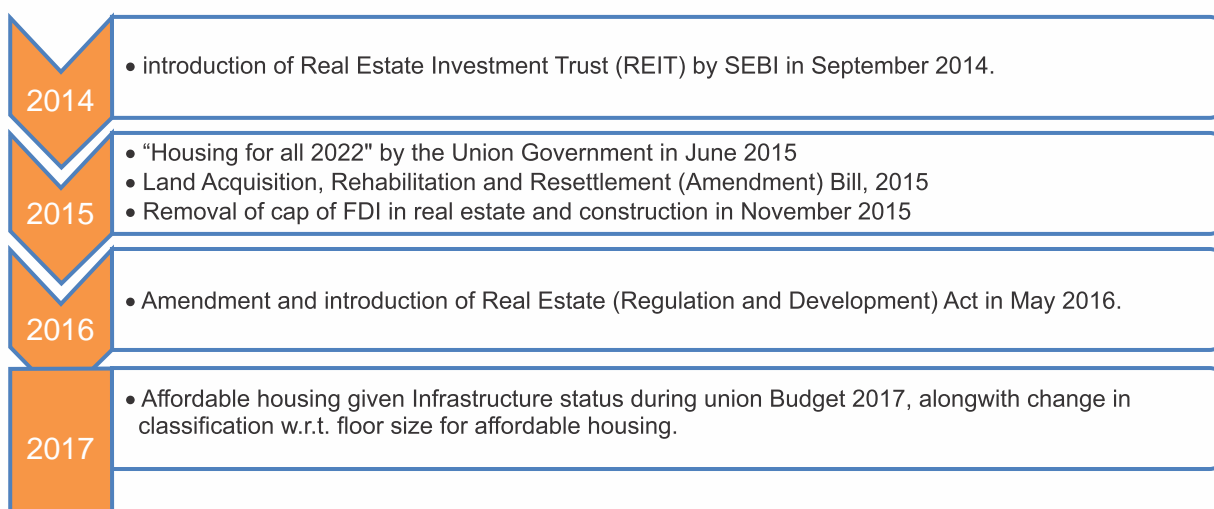 2014
• introduction of Real Estate Investment Trust (REIT) by SEBI in September 2014.
2015
• “Housing for all 2022" by the Union Government in June 2015
• Land Acquisition, Rehabilitation and Resettlement (Amendment) Bill, 2015
• Removal of cap of FDI in real estate and construction in November 2015
2016
• Amendment and introduction of Real Estate (Regulation and Development) Act in May 2016.
2017
• Affordable housing given Infrastructure status during union Budget 2017, alongwith change in
classification w.r.t. floor size for affordable housing.